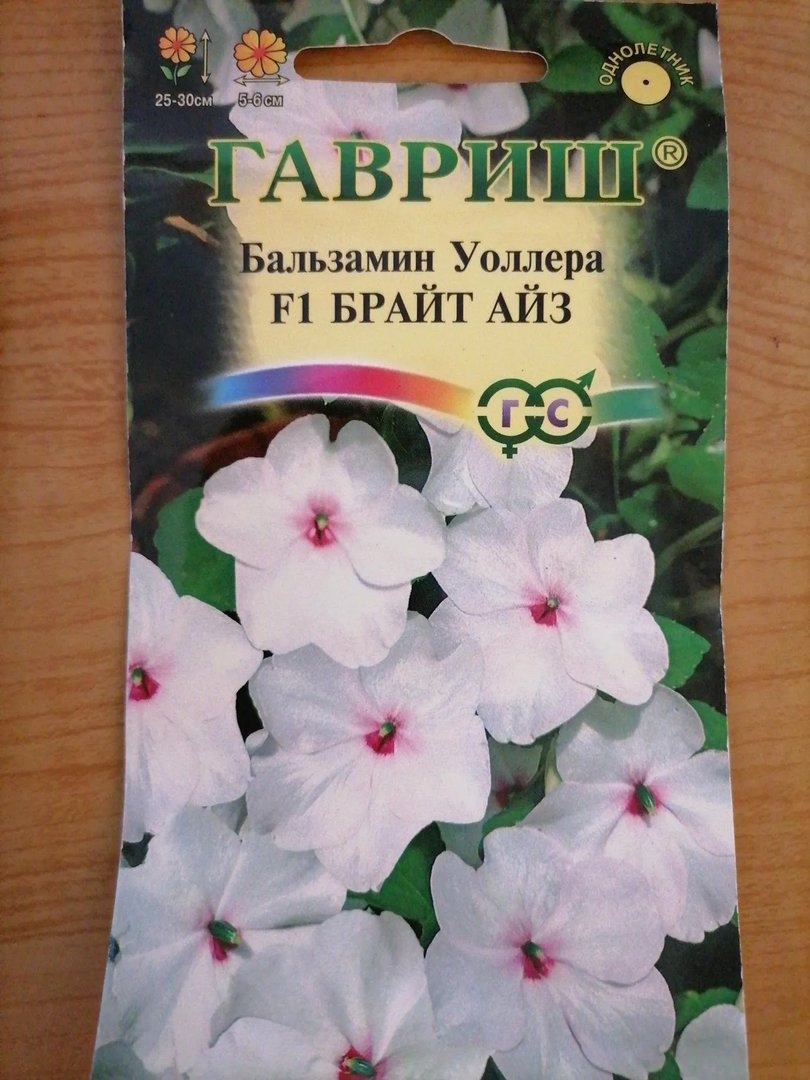 25-30см
5-6 см
ОДНОЛЕТНИК
ГАВРИШ®
Бальзамин Уоллера
F1 БРАЙТ АЙЗ
Г С